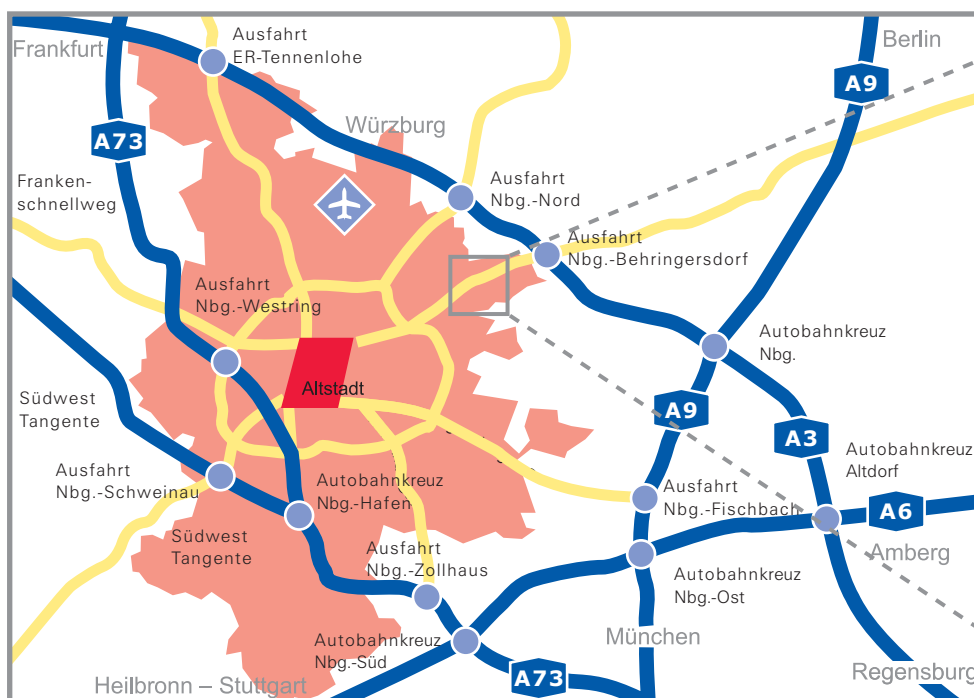 Frankfurt
Ausfahrt
ER-Tennenlohe
Berlin
A9
A73
Würzburg
Franken-
schnellweg
Ausfahrt
Nbg.-Nord
Ausfahrt
Nbg.-Behringersdorf
Ausfahrt
Nbg.-Westring
Autobahnkreuz
Nbg.
Altstadt
Südwest
Tangente
A9
A3
Autobahnkreuz
Altdorf
Ausfahrt
Nbg.-Schweinau
Autobahnkreuz
Nbg.-Hafen
Ausfahrt
Nbg.-Fischbach
A6
Südwest
Tangente
Ausfahrt
Nbg.-Zollhaus
Amberg
Autobahnkreuz
Nbg.-Ost
Autobahnkreuz
Nbg.-Süd
München
A73
Regensburg
Heilbronn – Stuttgart